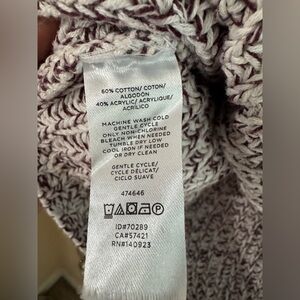 60% COTTON/ COTON/
ALGODÓN
40% ACRYLIC/ ACRYLIQUE/
ACRÍLICO
MACHINE WASH COLD
GENTLE CYCLE
ONLY NON-CHLORINE
BLEACH WHEN NEEDED
TUMBLE DRY LOW
COOL IRON IF NEEDED
OR DRY CLEAN
GENTLE CYCLE/
CYCLE DÉLICAT/
CICLO SUAVE
474646
ID#70289
CA#57421
RN#140923